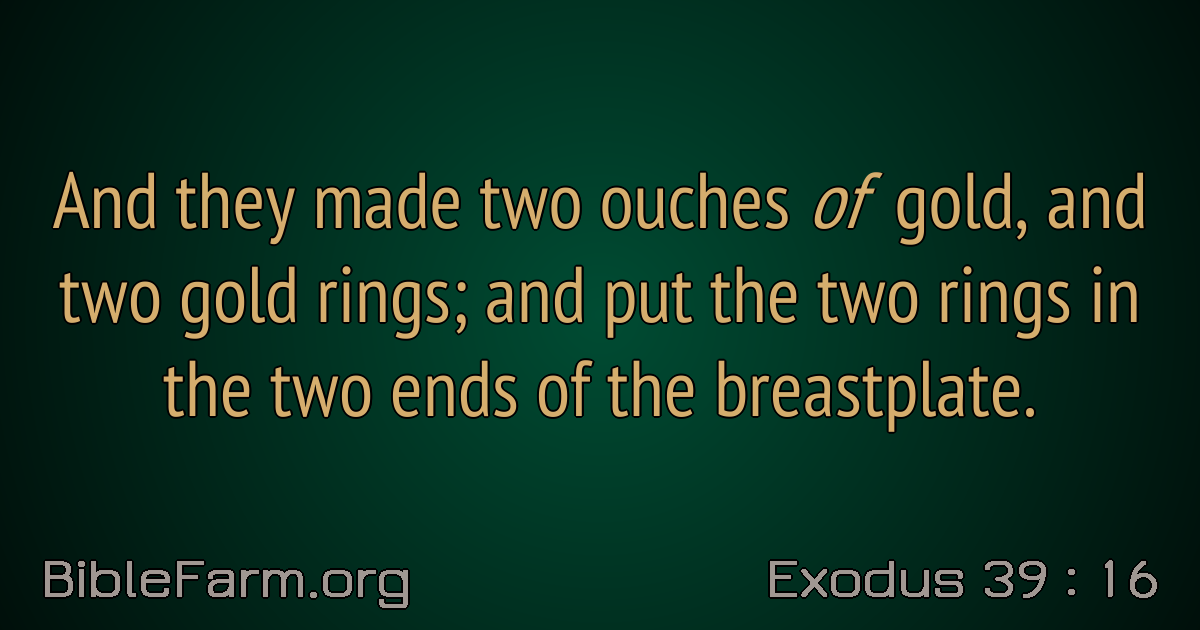 And they made two ouches of gold, and
two gold rings; and put the two rings in
the two ends of the breastplate.
BibleFarm.org
Exodus 39 : 16